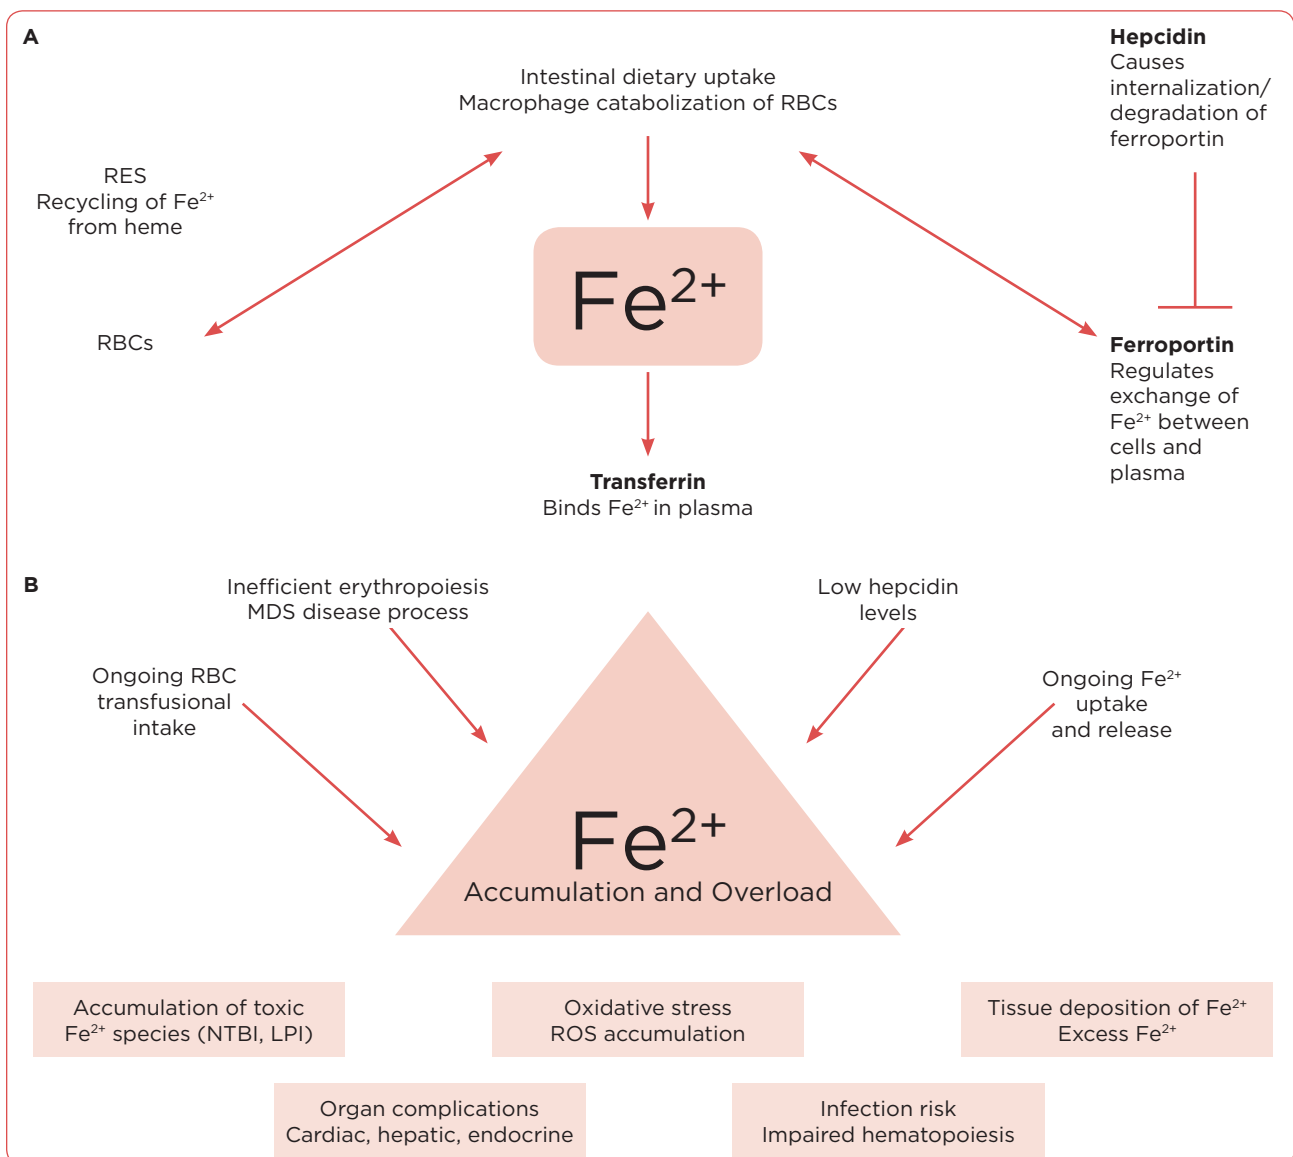 A
Intestinal dietary uptake
Macrophage catabolization of RBCs
Hepcidin
Causes
internalization/
degradation of
ferroportin
RES
Recycling of Fe²⁺
from heme
Fe²⁺
RBCs
Ferroportin
Regulates
exchange of
Fe²⁺ between
cells and
plasma
Transferrin
Binds Fe²⁺ in plasma
B
Inefficient erythropoiesis
MDS disease process
Low hepcidin
levels
Ongoing RBC
transfusional
intake
Ongoing Fe²⁺
uptake
and release
Fe²⁺
Accumulation and Overload
Accumulation of toxic
Fe²⁺ species (NTBI, LPI)
Oxidative stress
ROS accumulation
Tissue deposition of Fe²⁺
Excess Fe²⁺
Organ complications
Cardiac, hepatic, endocrine
Infection risk
Impaired hematopoiesis